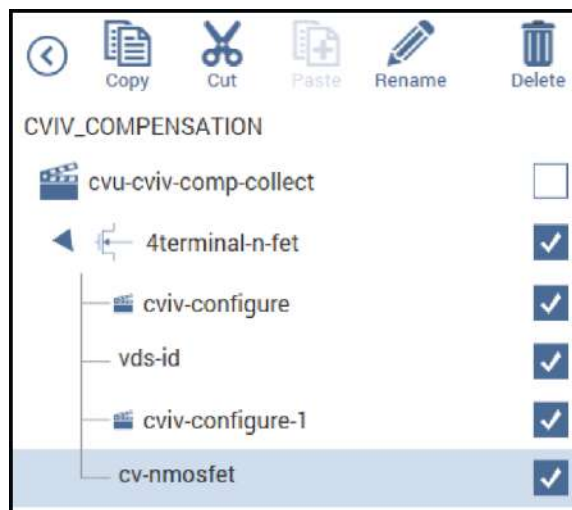 Copy Cut Paste Rename Delete
CVIV_COMPENSATION
cvu-cviv-comp-collect
4terminal-n-fet
cviv-configure
vds-id
cviv-configure-1
cv-nmosfet